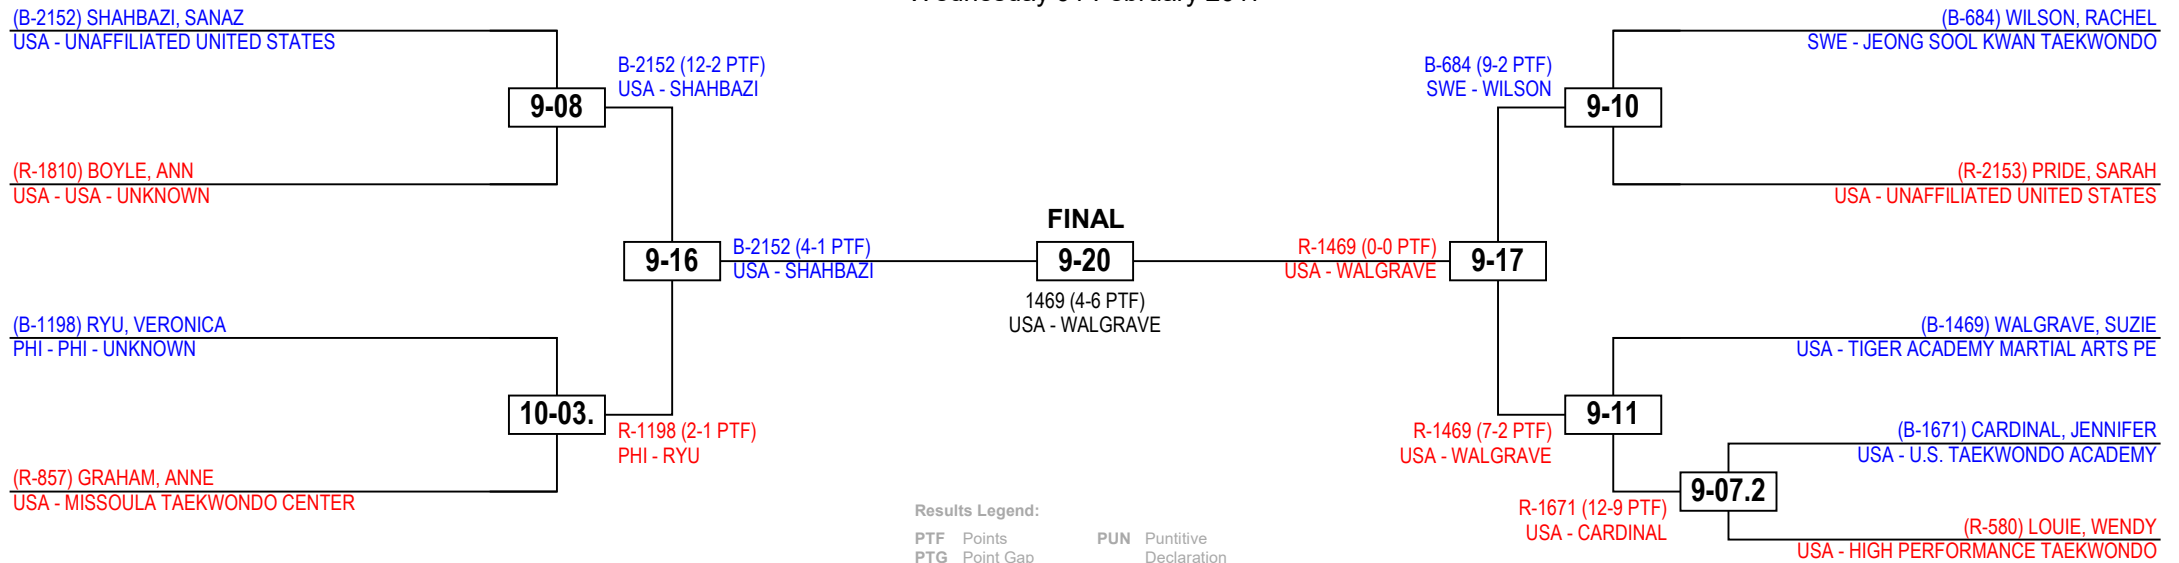 (B-2152) SHAHBAZI, SANAZ
USA - UNAFFILIATED UNITED STATES
B-2152 (12-2 PTF)
USA - SHAHBAZI
9-08
(R-1810) BOYLE, ANN
USA - USA - UNKNOWN
9-16
B-2152 (4-1 PTF)
USA - SHAHBAZI
(B-1198) RYU, VERONICA
PHI - PHI - UNKNOWN
10-03.
R-1198 (2-1 PTF)
PHI - RYU
(R-857) GRAHAM, ANNE
USA - MISSOULA TAEKWONDO CENTER
FINAL
9-20
1469 (4-6 PTF)
USA - WALGRAVE
(B-684) WILSON, RACHEL
SWE - JEONG SOOL KWAN TAEKWONDO
B-684 (9-2 PTF)
SWE - WILSON
9-10
(R-2153) PRIDE, SARAH
USA - UNAFFILIATED UNITED STATES
R-1469 (0-0 PTF)
USA - WALGRAVE
9-17
(B-1469) WALGRAVE, SUZIE
USA - TIGER ACADEMY MARTIAL ARTS PE
9-11
R-1469 (7-2 PTF)
USA - WALGRAVE
(B-1671) CARDINAL, JENNIFER
USA - U.S. TAEKWONDO ACADEMY
9-07.2
R-1671 (12-9 PTF)
USA - CARDINAL
(R-580) LOUIE, WENDY
USA - HIGH PERFORMANCE TAEKWONDO
Results Legend:
PTF Points PUN Puntitive
PTG Point Gap Declaration